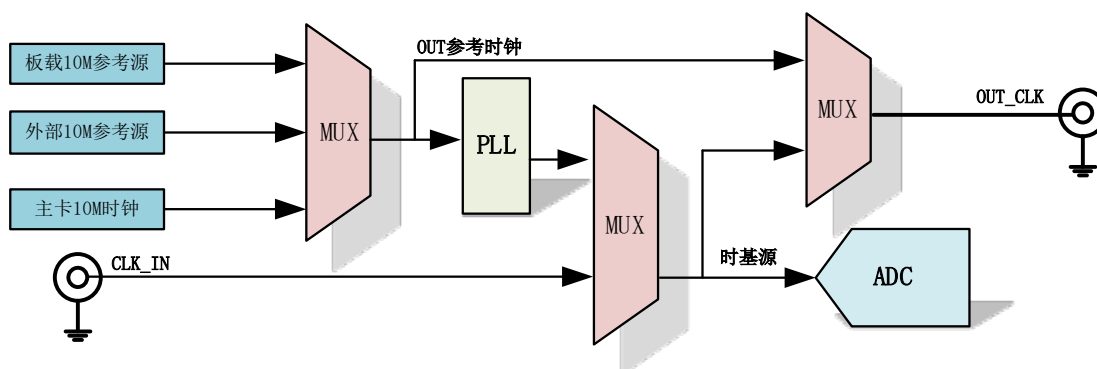 板载10M参考源
外部10M参考源
主卡10M时钟
CLK_IN
MUX
OUT参考时钟
PLL
MUX
时基源
MUX
ADC
OUT_CLK